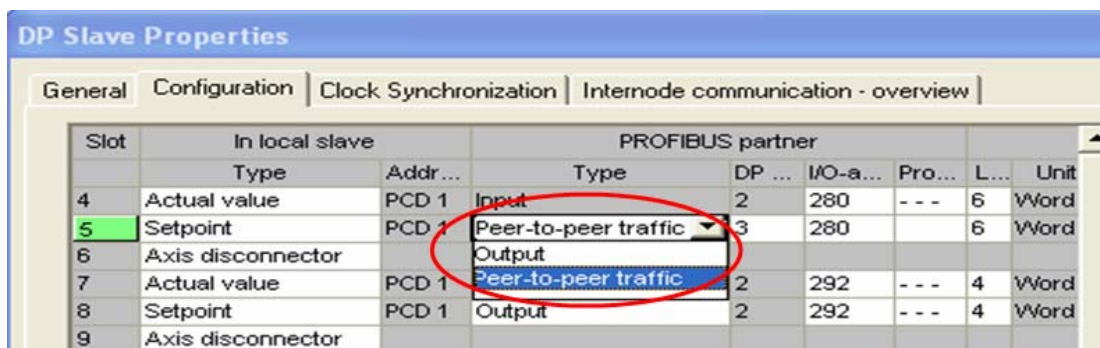 DP Slave Properties
General Configuration Clock Synchronization Internode communication - overview
Slot In local slave PROFIBUS partner
Type Addr... Type DP ... I/O-a... Pro... L... Unit
4 Actual value PCD 1 Input 2 280 - - - 6 Word
5 Setpoint PCD 1 Peer-to-peer traffic 3 280 6 Word
6 Axis disconnector Output
7 Actual value PCD 1 Peer-to-peer traffic 2 292 - - - 4 Word
8 Setpoint PCD 1 Output 2 292 - - - 4 Word
9 Axis disconnector